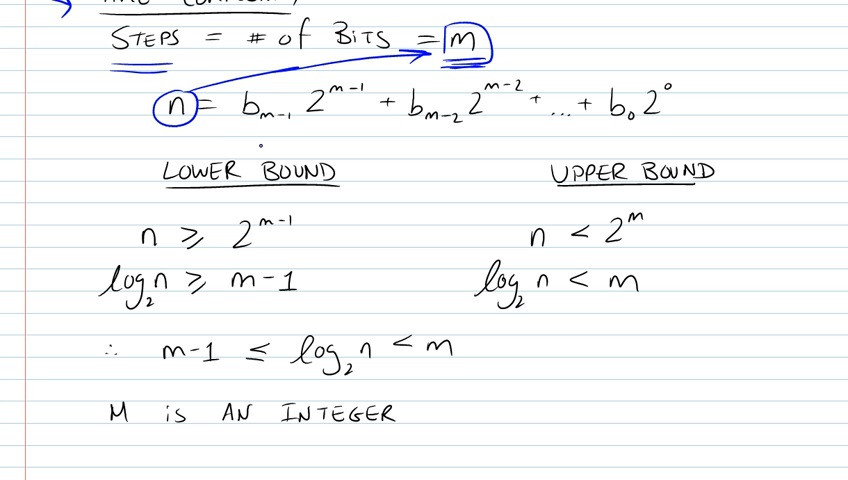 STEPS = # of BITS = m
n = b_{m-1} 2^{m-1} + b_{m-2} 2^{m-2} + ... + b_0 2^0
LOWER BOUND
UPPER BOUND
n ≥ 2^{m-1}
n < 2^m
log_2 n ≥ m-1
log_2 n < m
∴ m-1 ≤ log_2 n < m
M is AN INTEGER